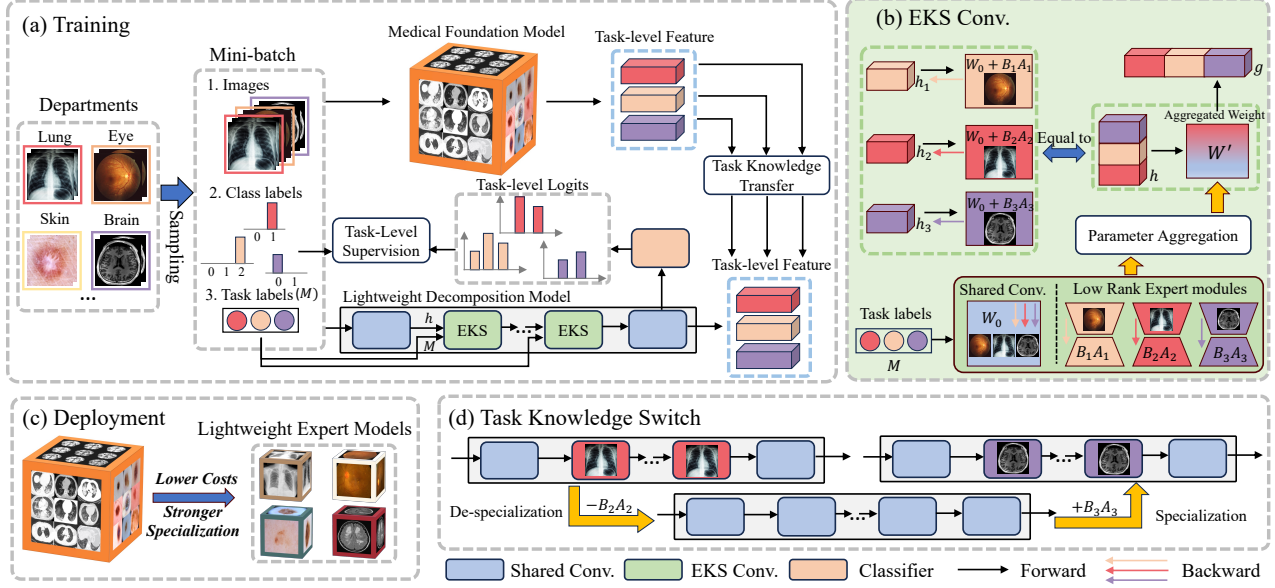 (a) Training
Mini-batch
1. Images
Departments
Lung
Eye
Skin
Brain
...
Sampling
2. Class labels
0 1
0 1 2
0 1
3. Task labels (M)
Medical Foundation Model
Task-level Feature
Task Knowledge
Transfer
Task-level Logits
Task-Level
Supervision
Task-level Feature
Lightweight Decomposition Model
h
M
EKS
...
EKS
(b) EKS Conv.
h₁
W₀ + B₁A₁
h₂
W₀ + B₂A₂
h₃
W₀ + B₃A₃
Equal to
g
Aggregated Weight
h
W′
Parameter Aggregation
Task labels
M
Shared Conv.
W₀
Low Rank Expert modules
B₁A₁
B₂A₂
B₃A₃
(c) Deployment
Lightweight Expert Models
Lower Costs
Stronger
Specialization
(d) Task Knowledge Switch
...
...
De-specialization
−B₂A₂
...
+B₃A₃
Specialization
Shared Conv.
EKS Conv.
Classifier
Forward
Backward